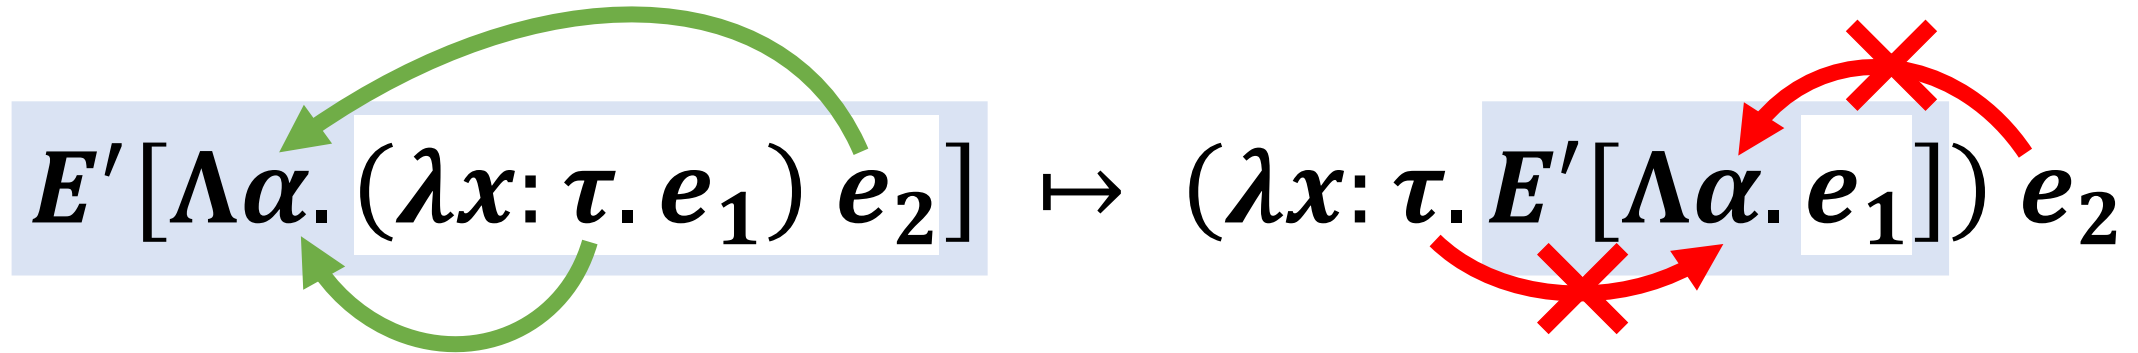 E′[Λα. (λx: τ. e₁) e₂] ↦ (λx: τ. E′[Λα. e₁]) e₂